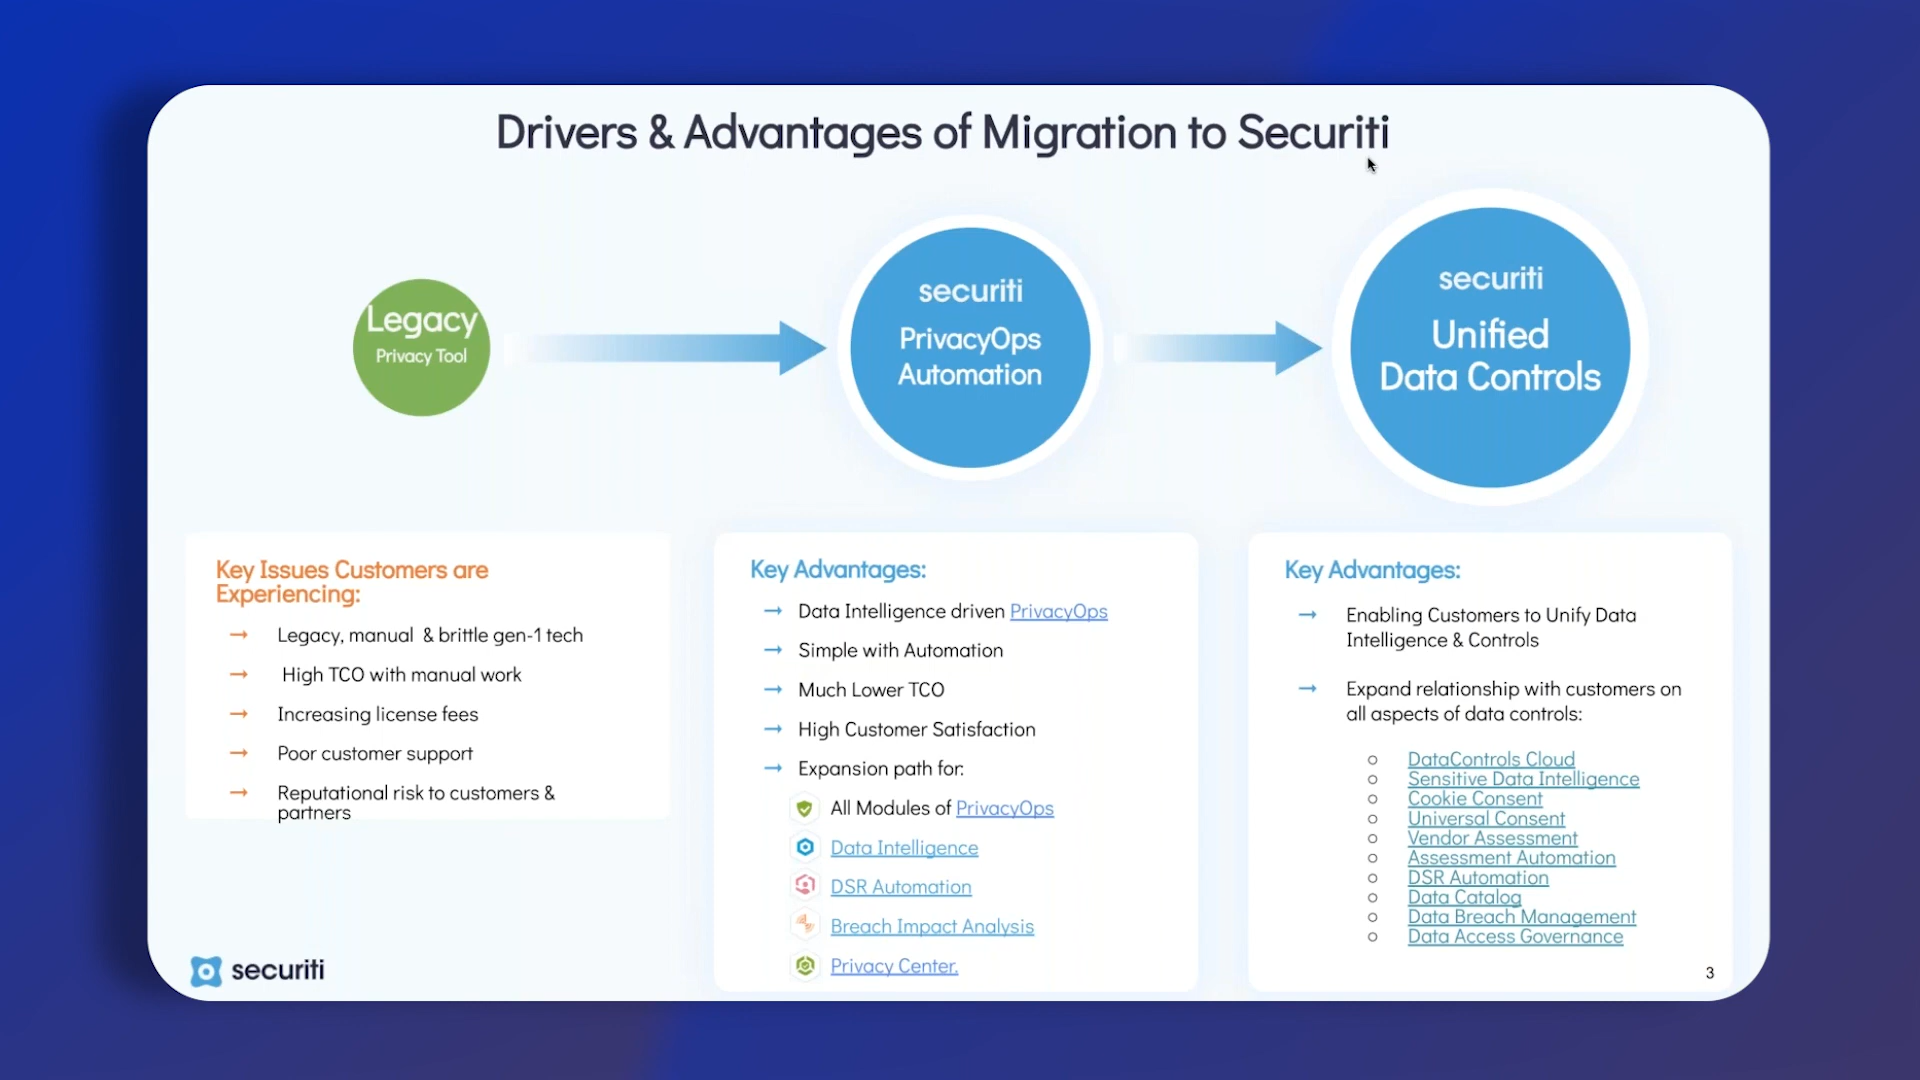 Drivers & Advantages of Migration to Securiti
Legacy
Privacy Tool
securiti
PrivacyOps
Automation
securiti
Unified
Data Controls
Key Issues Customers are
Experiencing:
Legacy, manual & brittle gen-1 tech
High TCO with manual work
Increasing license fees
Poor customer support
Reputational risk to customers &
partners
Key Advantages:
Data Intelligence driven PrivacyOps
Simple with Automation
Much Lower TCO
High Customer Satisfaction
Expansion path for:
All Modules of PrivacyOps
Data Intelligence
DSR Automation
Breach Impact Analysis
Privacy Center.
Key Advantages:
Enabling Customers to Unify Data
Intelligence & Controls
Expand relationship with customers on
all aspects of data controls:
DataControls Cloud
Sensitive Data Intelligence
Cookie Consent
Universal Consent
Vendor Assessment
Assessment Automation
DSR Automation
Data Catalog
Data Breach Management
Data Access Governance
securiti
3